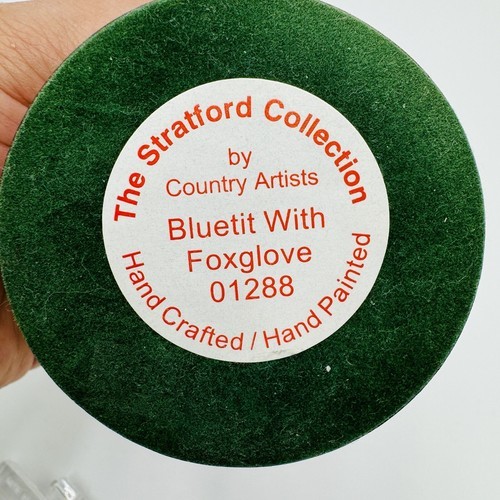 The Stratford Collection
by
Country Artists
Bluetit With
Foxglove
01288
Hand Crafted / Hand Painted